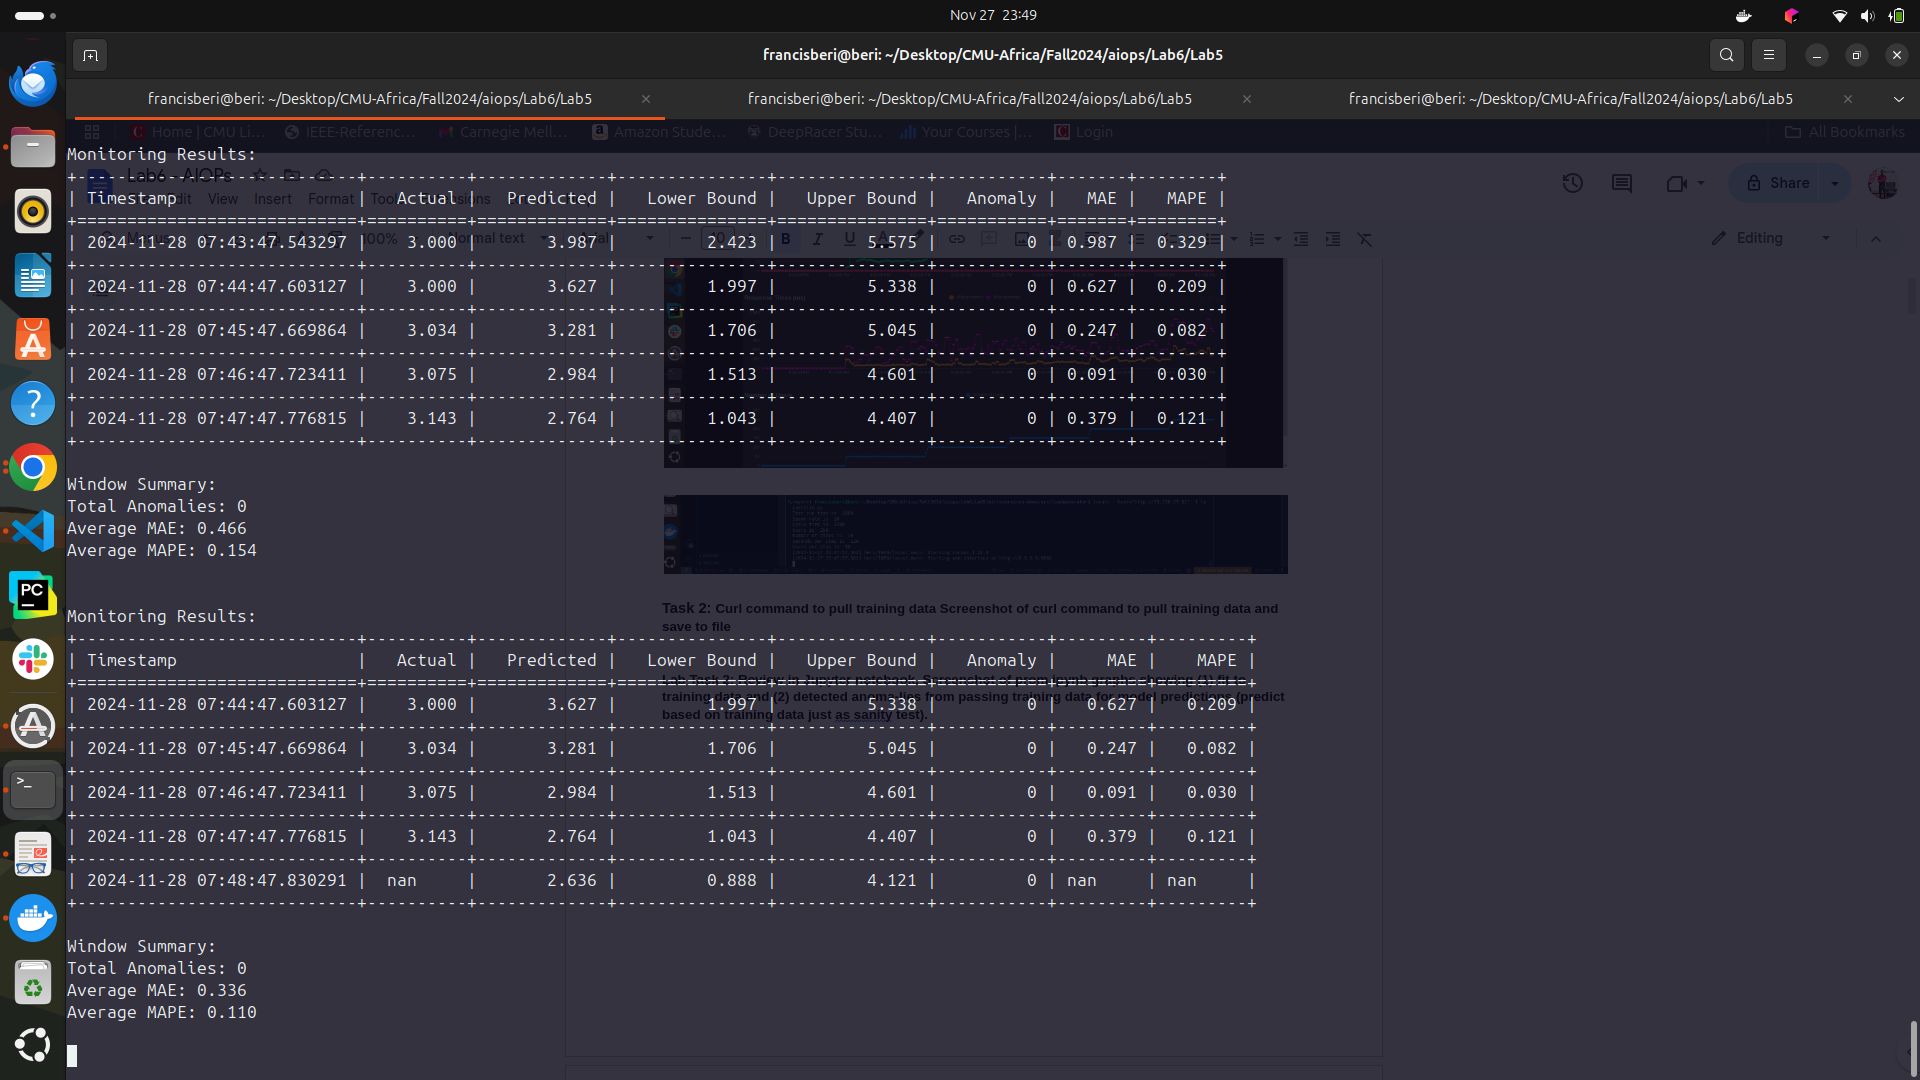 Nov 27 23:49
francisberi@beri: ~/Desktop/CMU-Africa/Fall2024/aiops/Lab6/Lab5
francisberi@beri: ~/Desktop/CMU-Africa/Fall2024/aiops/Lab6/Lab5 francisberi@beri: ~/Desktop/CMU-Africa/Fall2024/aiops/Lab6/Lab5 francisberi@beri: ~/Desktop/CMU-Africa/Fall2024/aiops/Lab6/Lab5
Home | CMU Li... IEEE-Referenc... Carnegie Mell... Amazon Stude... DeepRacer Stu... Your Courses |... Login All Bookmarks
Lab6 - AIOPs
Edit View Insert Format Share
100% Normal text Editing
Monitoring Results:
| Timestamp | Actual | Predicted | Lower Bound | Upper Bound | Anomaly | MAE | MAPE |
| 2024-11-28 07:43:47.543297 | 3.000 | 3.987 | 2.423 | 5.575 | 0 | 0.987 | 0.329 |
| 2024-11-28 07:44:47.603127 | 3.000 | 3.627 | 1.997 | 5.338 | 0 | 0.627 | 0.209 |
| 2024-11-28 07:45:47.669864 | 3.034 | 3.281 | 1.706 | 5.045 | 0 | 0.247 | 0.082 |
| 2024-11-28 07:46:47.723411 | 3.075 | 2.984 | 1.513 | 4.601 | 0 | 0.091 | 0.030 |
| 2024-11-28 07:47:47.776815 | 3.143 | 2.764 | 1.043 | 4.407 | 0 | 0.379 | 0.121 |
Window Summary:
Total Anomalies: 0
Average MAE: 0.466
Average MAPE: 0.154
Task 2: Curl command to pull training data Screenshot of curl command to pull training data and
save to file
Monitoring Results:
| Timestamp | Actual | Predicted | Lower Bound | Upper Bound | Anomaly | MAE | MAPE |
training data and (2) detected anomalies from passing training data for model predictions (predict
based on training data just as sanity test).
| 2024-11-28 07:44:47.603127 | 3.000 | 3.627 | 1.997 | 5.338 | 0 | 0.627 | 0.209 |
| 2024-11-28 07:45:47.669864 | 3.034 | 3.281 | 1.706 | 5.045 | 0 | 0.247 | 0.082 |
| 2024-11-28 07:46:47.723411 | 3.075 | 2.984 | 1.513 | 4.601 | 0 | 0.091 | 0.030 |
| 2024-11-28 07:47:47.776815 | 3.143 | 2.764 | 1.043 | 4.407 | 0 | 0.379 | 0.121 |
| 2024-11-28 07:48:47.830291 | nan | 2.636 | 0.888 | 4.121 | 0 | nan | nan |
Window Summary:
Total Anomalies: 0
Average MAE: 0.336
Average MAPE: 0.110